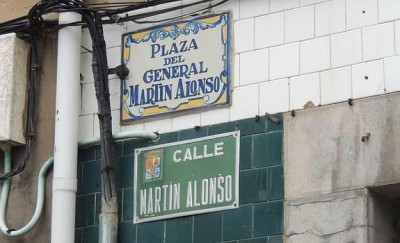 PLAZA
DEL
GENERAL
MARTIN ALONSO
CALLE
MARTIN ALONSO